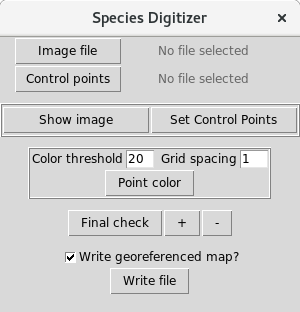 Species Digitizer ×
Image file No file selected
Control points No file selected
Show image Set Control Points
Color threshold 20 Grid spacing 1
Point color
Final check + -
Write georeferenced map?
Write file